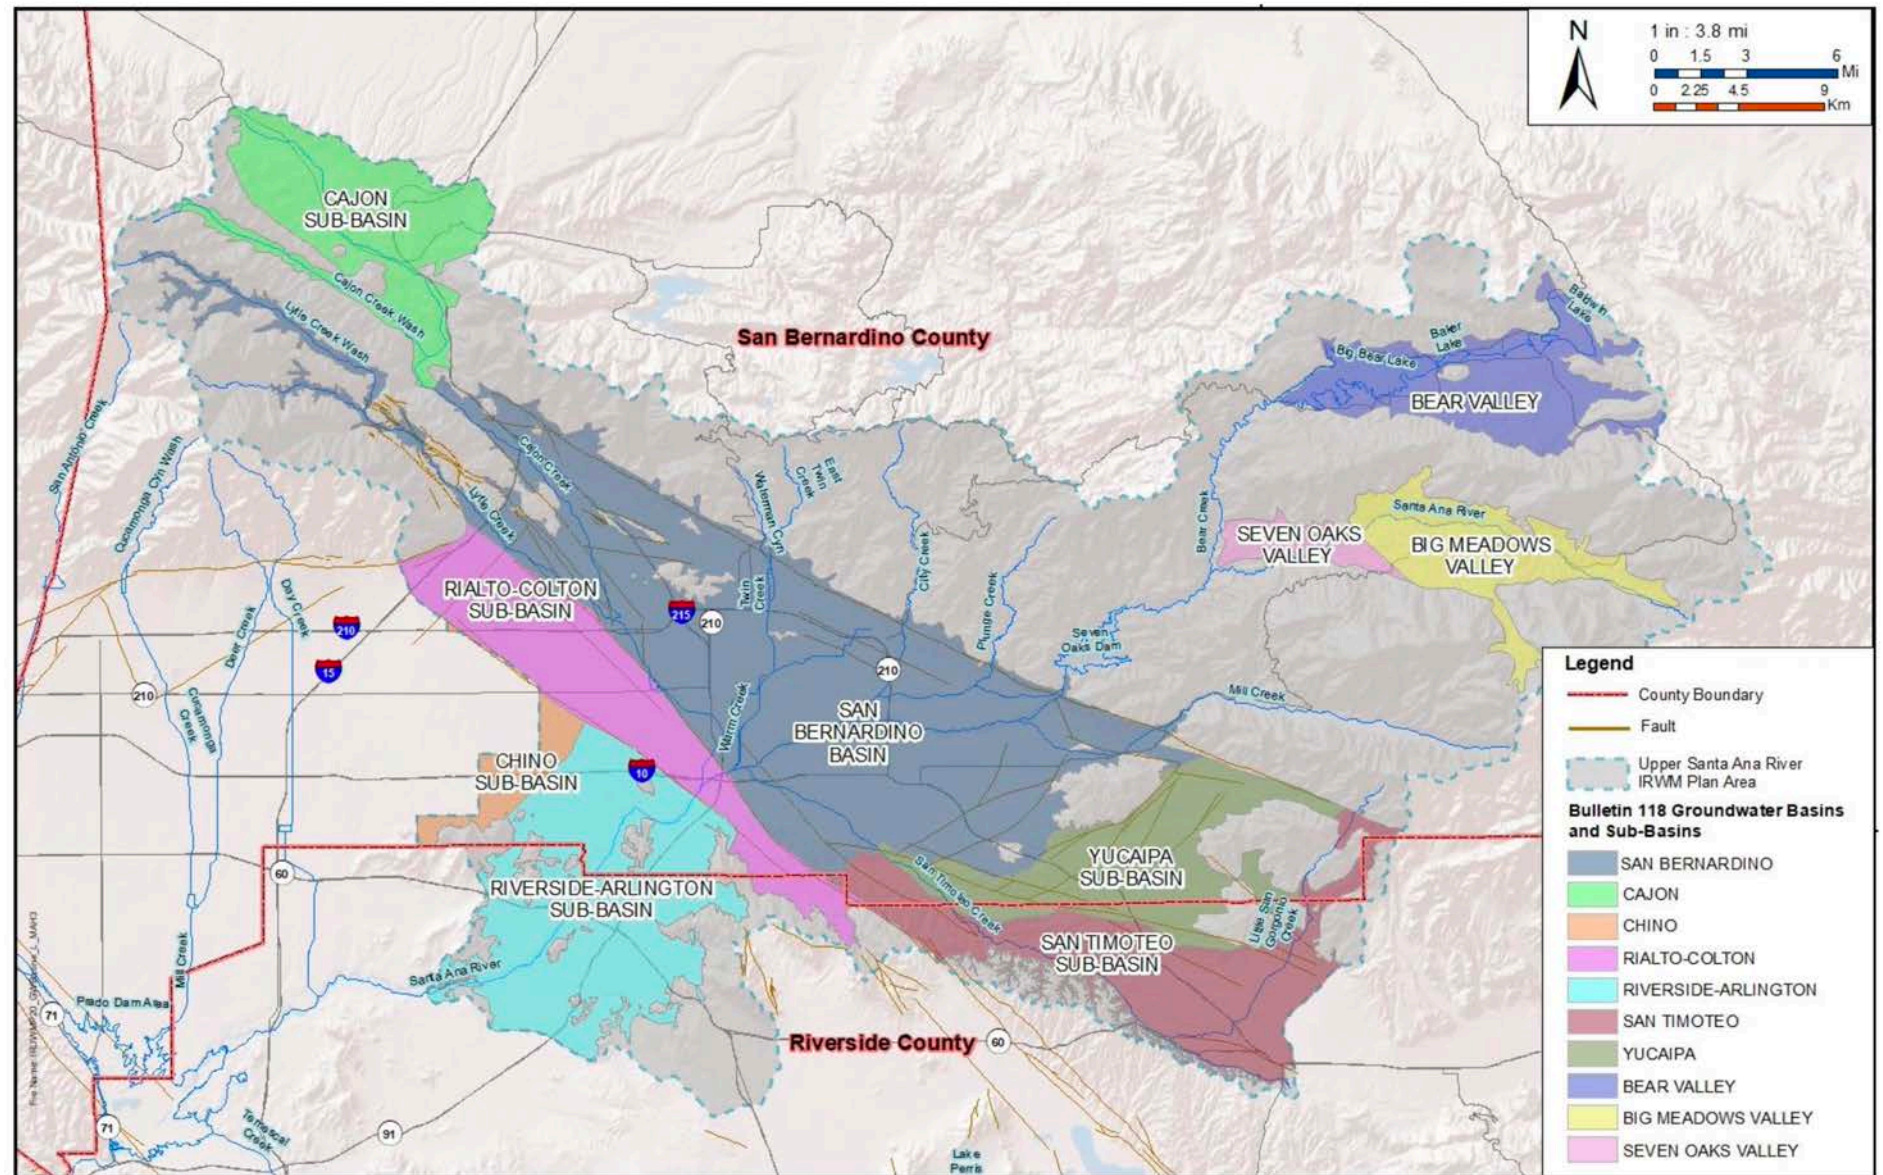 N
1 in : 3.8 mi
0 1.5 3 6
Mi
0 2.25 4.5 9
Km
CAJON
SUB-BASIN
Cajon Creek Wash
Lytle Creek Wash
San Bernardino County
Baldwin
Lake
Baker
Lake
Big Bear Lake
BEAR VALLEY
San Antonio Creek
Cucamonga Cyn Wash
Cajon Creek
Lytle Creek
Waterman Cyn
East
Twin
Creek
City Creek
Bear Creek
Santa Ana River
SEVEN OAKS
VALLEY
BIG MEADOWS
VALLEY
RIALTO-COLTON
SUB-BASIN
Twin
Creek
Plunge Creek
Seven
Oaks Dam
Day Creek
Deer Creek
210
15
210
215
210
210
Cucamonga
Creek
Mill Creek
Warm Creek
SAN
BERNARDINO
BASIN
CHINO
SUB-BASIN
10
60
YUCAIPA
SUB-BASIN
RIVERSIDE-ARLINGTON
SUB-BASIN
San Timoteo Creek
Little San
Gorgonio
Creek
SAN TIMOTEO
SUB-BASIN
Santa Ana River
Mill Creek
Prado Dam Area
71
Riverside County
60
71
Temescal
Creek
91
Lake
Perris
Legend
County Boundary
Fault
Upper Santa Ana River
IRWM Plan Area
Bulletin 118 Groundwater Basins
and Sub-Basins
SAN BERNARDINO
CAJON
CHINO
RIALTO-COLTON
RIVERSIDE-ARLINGTON
SAN TIMOTEO
YUCAIPA
BEAR VALLEY
BIG MEADOWS VALLEY
SEVEN OAKS VALLEY